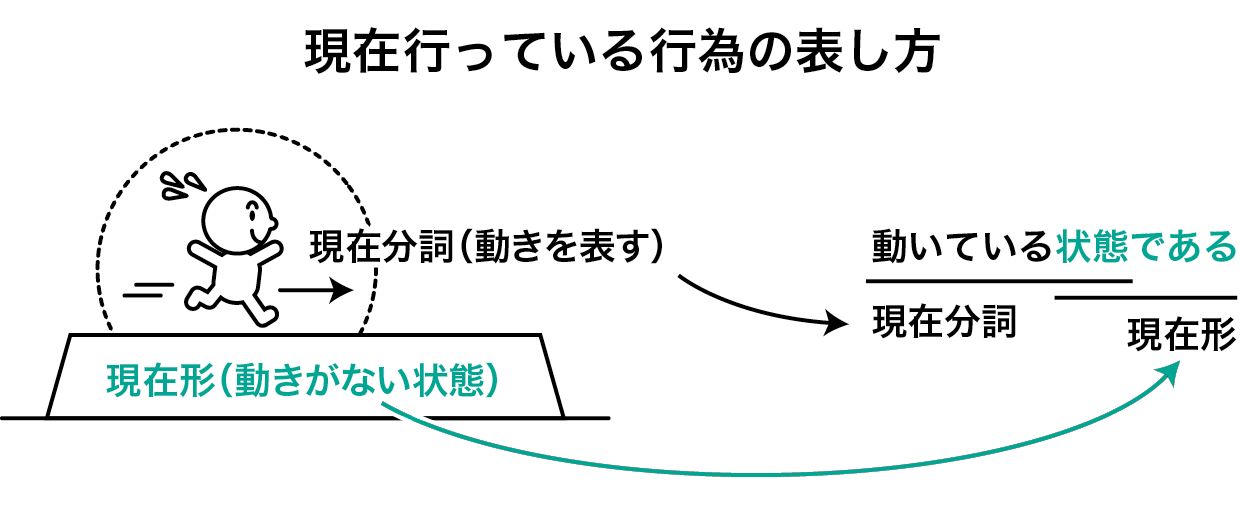 現在行っている行為の表し方
現在分詞(動きを表す)
現在形(動きがない状態)
動いている状態である
現在分詞
現在形